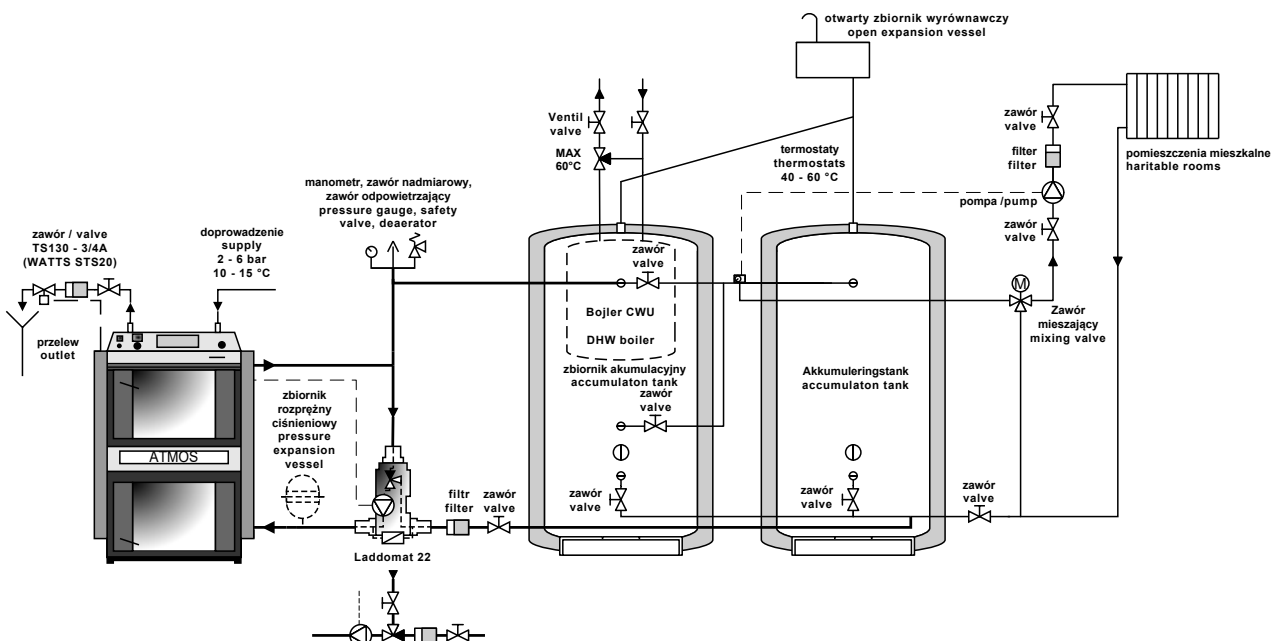 otwarty zbiornik wyrównawczy
open expansion vessel
Ventil
valve
MAX
60°C
termostaty
thermostats
40 - 60 °C
zawór
valve
filter
filter
pompa /pump
zawór
valve
pomieszczenia mieszkalne
haritable rooms
manometr, zawór nadmiarowy,
zawór odpowietrzający
pressure gauge, safety
valve, deaerator
zawór / valve
TS130 - 3/4A
(WATTS STS20)
doprowadzenie
supply
2 - 6 bar
10 - 15 °C
przelew
outlet
zawór
valve
M
Zawór
mieszający
mixing valve
Bojler CWU
DHW boiler
zbiornik akumulacyjny
accumulaton tank
zawór
valve
Akkumuleringstank
accumulaton tank
zbiornik
rozprężny
ciśnieniowy
pressure
expansion
vessel
ATMOS
filtr
filter
zawór
valve
zawór
valve
zawór
valve
zawór
valve
Laddomat 22